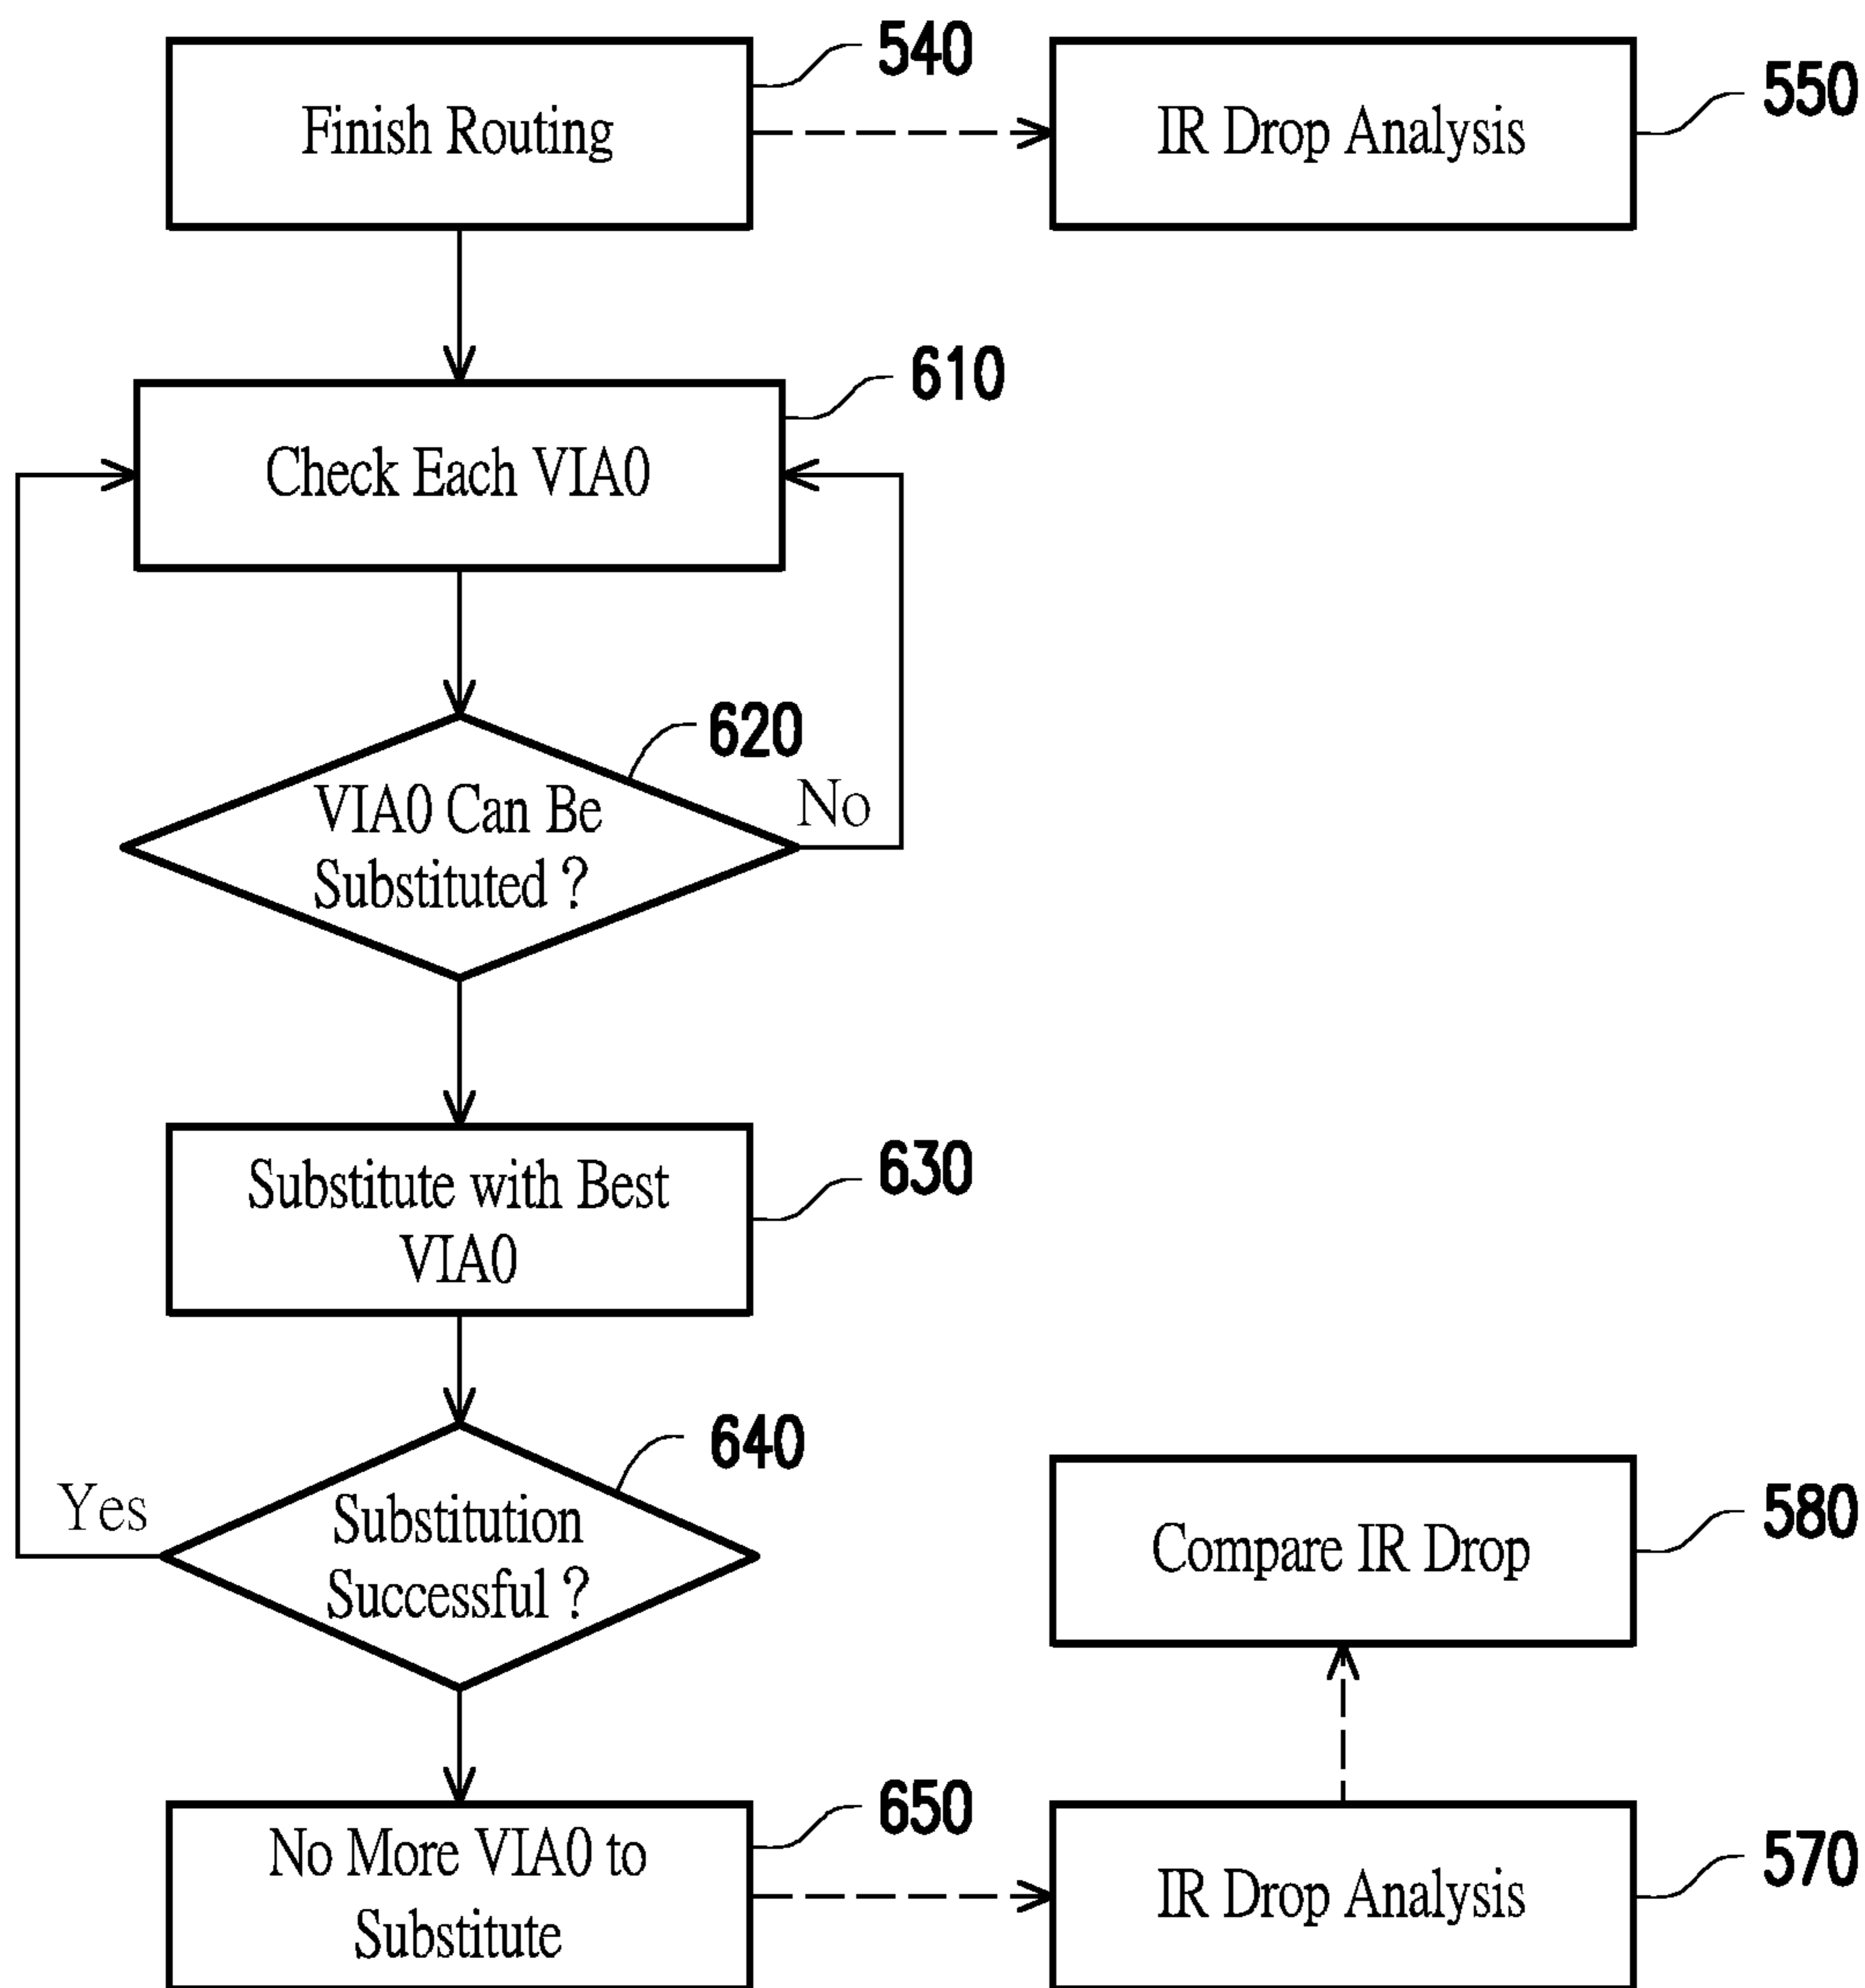 540
Finish Routing
550
IR Drop Analysis
610
Check Each VIA0
620
VIA0 Can Be
Substituted ?
No
630
Substitute with Best
VIA0
640
Yes
Substitution
Successful ?
580
Compare IR Drop
650
No More VIA0 to
Substitute
570
IR Drop Analysis